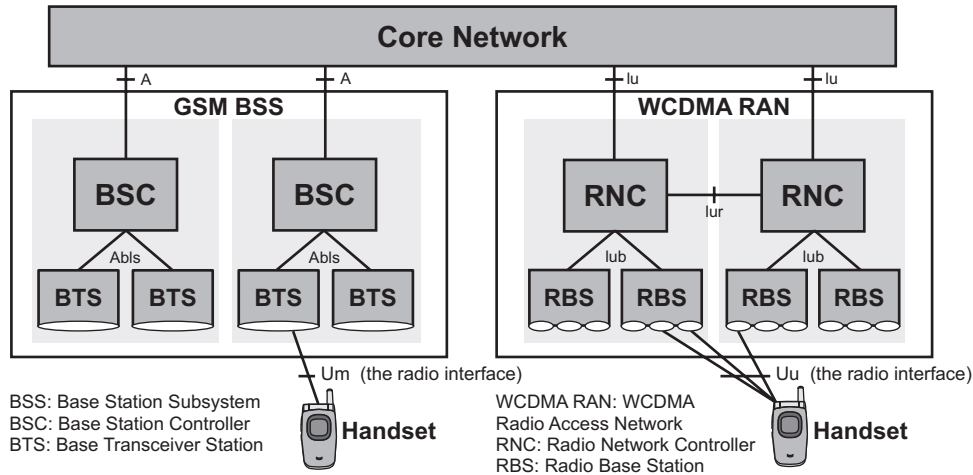 Core Network
A
A
Iu
Iu
GSM BSS
WCDMA RAN
BSC
BSC
RNC
RNC
Iur
Abls
Abls
Iub
Iub
BTS
BTS
BTS
BTS
RBS
RBS
RBS
RBS
Um (the radio interface)
Uu (the radio interface)
BSS: Base Station Subsystem
BSC: Base Station Controller
BTS: Base Transceiver Station
Handset
WCDMA RAN: WCDMA
Radio Access Network
RNC: Radio Network Controller
RBS: Radio Base Station
Handset